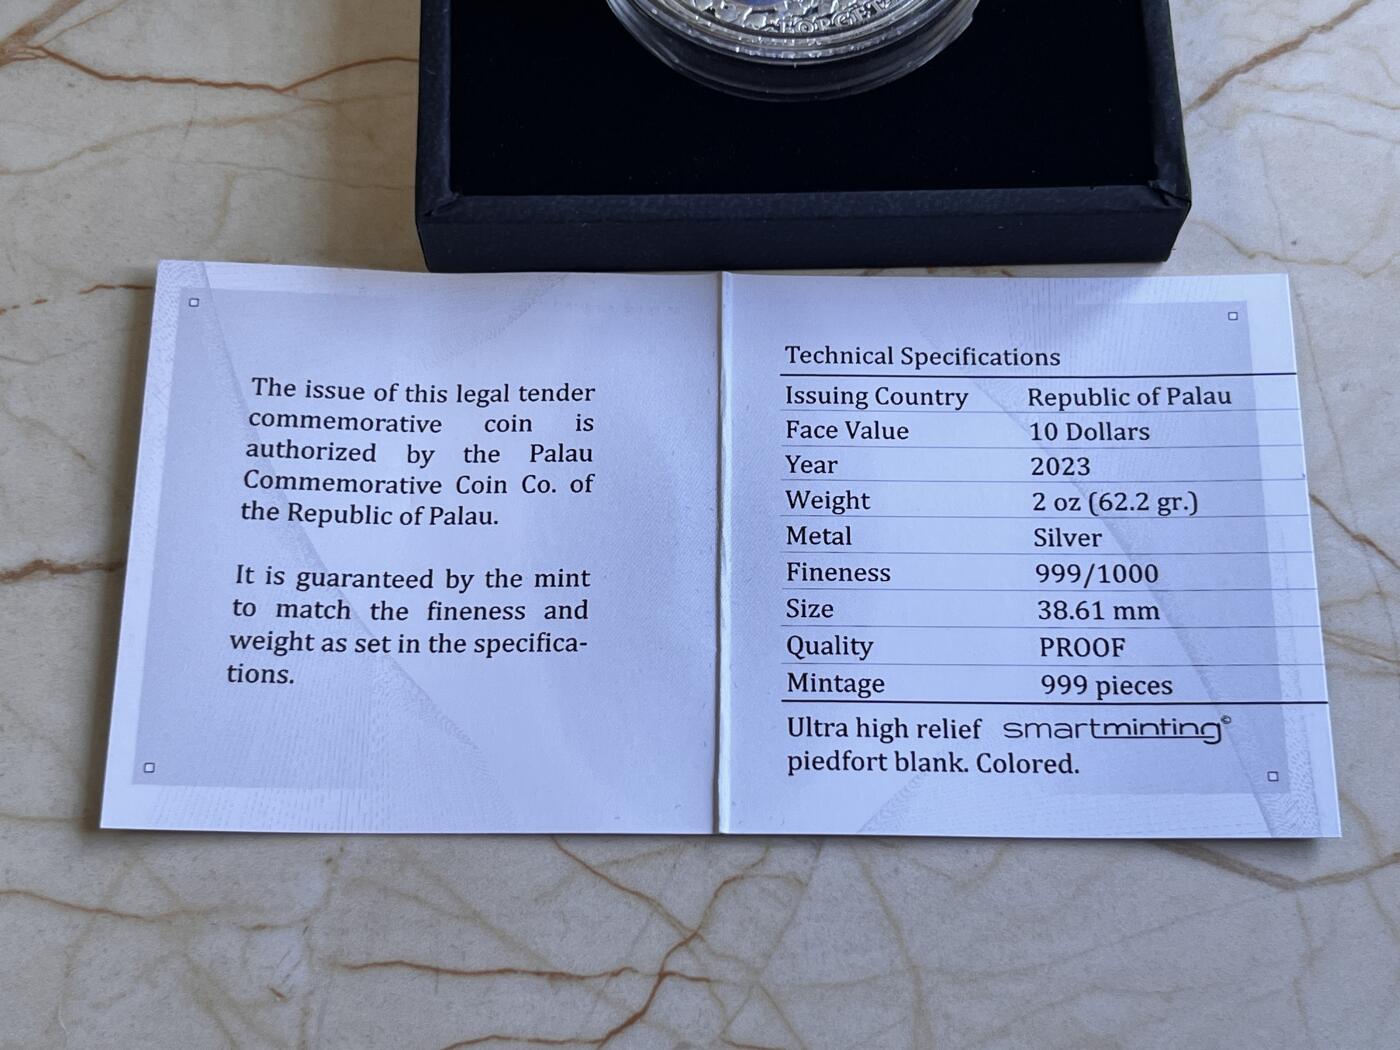 The issue of this legal tender
commemorative coin is
authorized by the Palau
Commemorative Coin Co. of
the Republic of Palau.
It is guaranteed by the mint
to match the fineness and
weight as set in the specifica-
tions.
Technical Specifications
Issuing Country Republic of Palau
Face Value 10 Dollars
Year 2023
Weight 2 oz (62.2 gr.)
Metal Silver
Fineness 999/1000
Size 38.61 mm
Quality PROOF
Mintage 999 pieces
Ultra high relief smartminting©
piedfort blank. Colored.